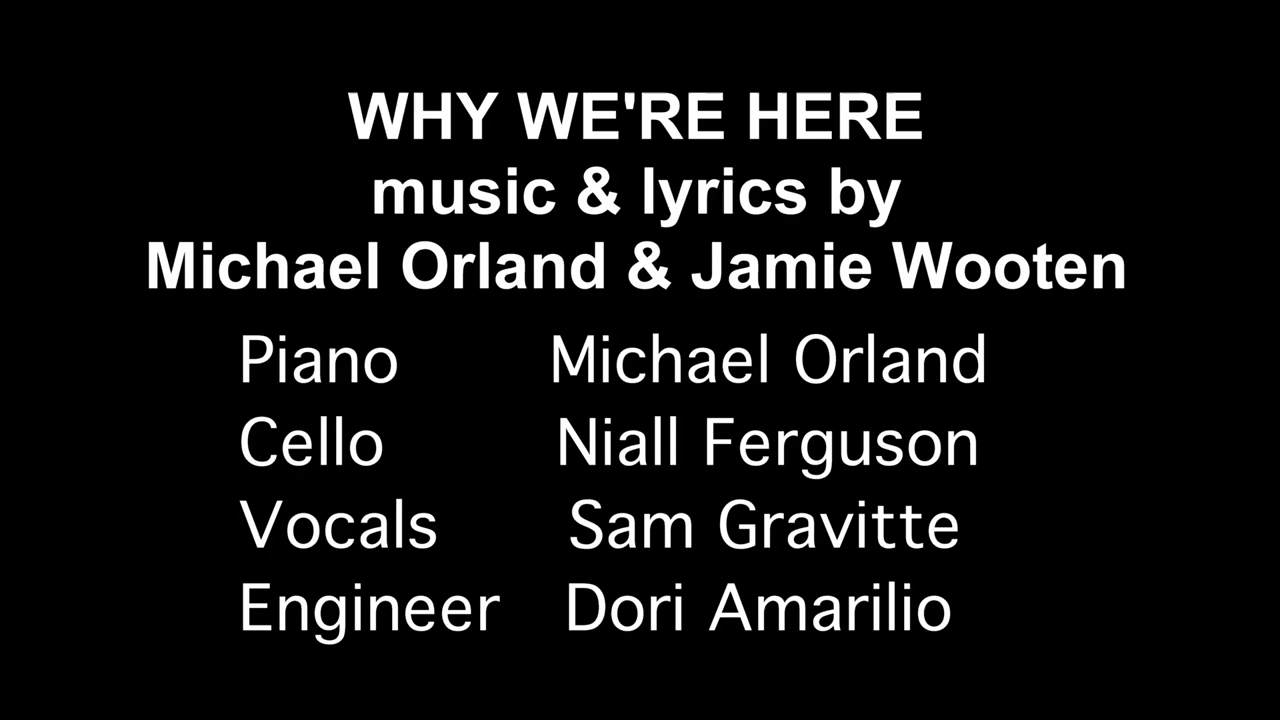 WHY WE'RE HERE
music & lyrics by
Michael Orland & Jamie Wooten
Piano Michael Orland
Cello Niall Ferguson
Vocals Sam Gravitte
Engineer Dori Amarilio